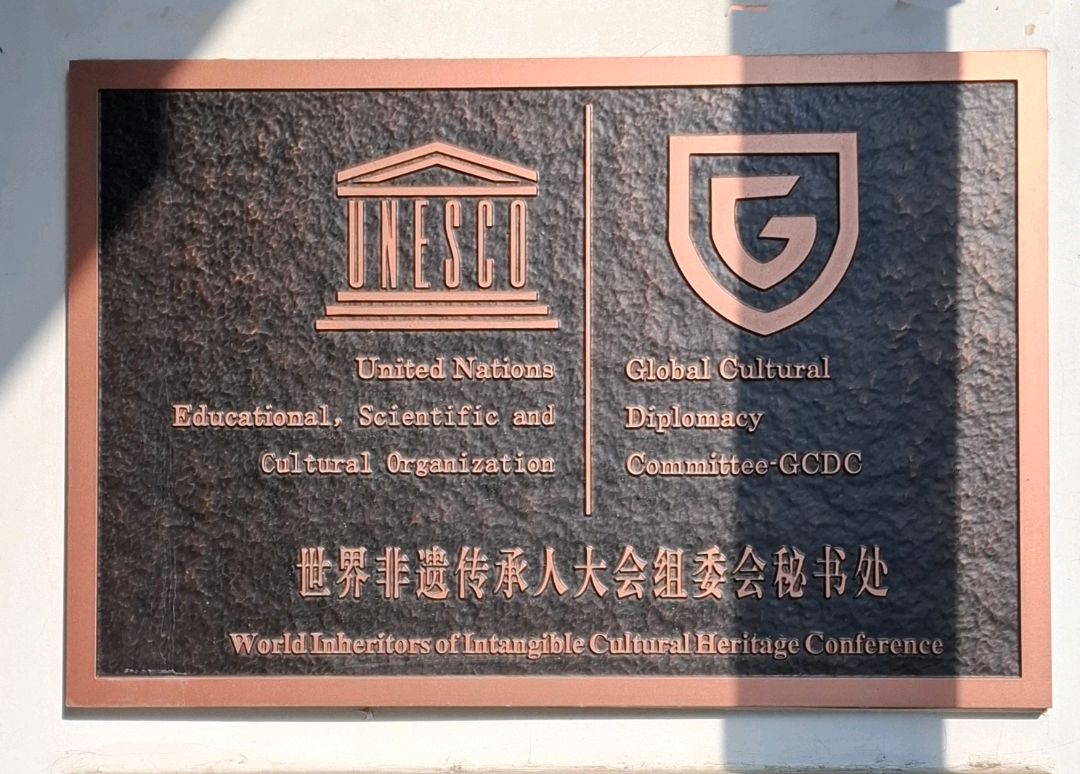 UNESCO
United Nations
Educational, Scientific and
Cultural Organization
G
Global Cultural
Diplomacy
Committee-GCDC
世界非遗传承人大会组委会秘书处
World Inheritors of Intangible Cultural Heritage Conference